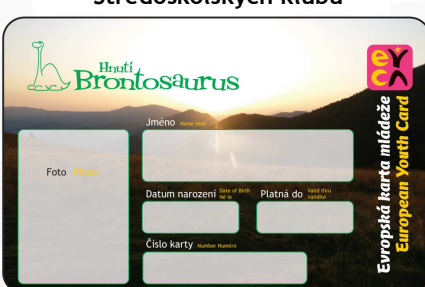 Středoškolských klubů
Hnutí
Brontosaurus
eyca
Jméno Name Nom
Foto Photo
Datum narození Date of Birth
Né le
Platná do Valid thru
Validité
Číslo karty Number Numéro
Evropská karta mládeže
European Youth Card